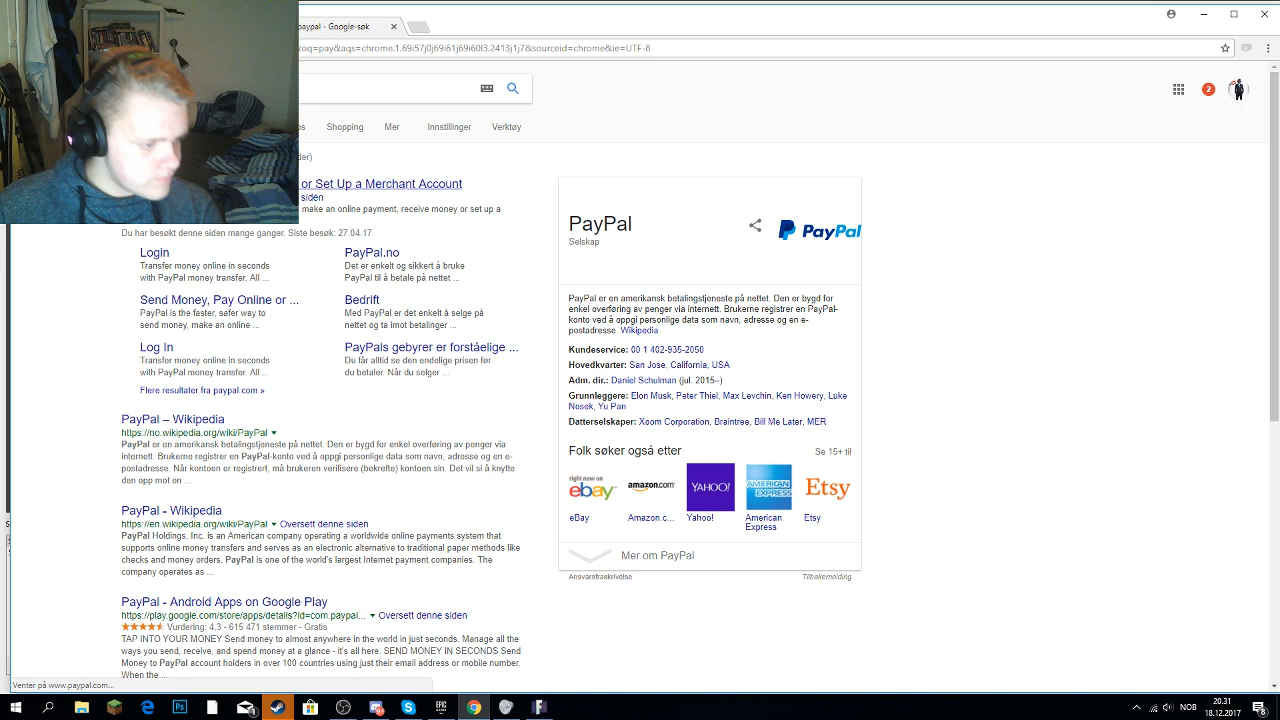 paypal - Google-søk
oq=pay&aqs=chrome.1.69i57j0j69i61j69i60l3.2413j1j7&sourceid=chrome&ie=UTF-8
2
Shopping
Mer
Innstillinger
Verktøy
or Set Up a Merchant Account
siden
make an online payment, receive money or set up a
Du har besøkt denne siden mange ganger. Siste besøk: 27.04.17
Login
Transfer money online in seconds
with PayPal money transfer. All ...
PayPal.no
Det er enkelt og sikkert å bruke
PayPal til å betale på nettet ...
Send Money, Pay Online or ...
PayPal is the faster, safer way to
send money, make an online ...
Bedrift
Med PayPal er det enkelt å selge på
nettet og ta imot betalinger ...
Log In
Transfer money online in seconds
with PayPal money transfer. All ...
PayPals gebyrer er forståelige ...
Du får alltid se den endelige prisen før
du betaler. Når du selger ...
Flere resultater fra paypal.com »
PayPal – Wikipedia
https://no.wikipedia.org/wiki/PayPal
PayPal er en amerikansk betalingstjeneste på nettet. Den er bygd for enkel overføring av penger via
internett. Brukerne registrer en PayPal-konto ved å oppgi personlige data som navn, adresse og en e-
postadresse. Når kontoen er registrert, må brukeren verifisere (bekrefte) kontoen sin. Det vil si å knytte
den opp mot en ...
PayPal - Wikipedia
https://en.wikipedia.org/wiki/PayPal Oversett denne siden
PayPal Holdings, Inc. is an American company operating a worldwide online payments system that
supports online money transfers and serves as an electronic alternative to traditional paper methods like
checks and money orders. PayPal is one of the world's largest Internet payment companies. The
company operates as ...
PayPal - Android Apps on Google Play
https://play.google.com/store/apps/details?id=com.paypal... Oversett denne siden
Vurdering: 4,3 - 615 471 stemmer - Gratis
TAP INTO YOUR MONEY Send money to almost anywhere in the world in just seconds. Manage all the
ways you send, receive, and spend money at a glance - it's all here. SEND MONEY IN SECONDS Send
Money to PayPal account holders in over 100 countries using just their email address or mobile number.
When the ...
Venter på www.paypal.com...
PayPal
Selskap
PayPal
PayPal er en amerikansk betalingstjeneste på nettet. Den er bygd for
enkel overføring av penger via internett. Brukerne registrer en PayPal-
konto ved å oppgi personlige data som navn, adresse og en e-
postadresse. Wikipedia
Kundeservice: 00 1 402-935-2050
Hovedkvarter: San Jose, California, USA
Adm. dir.: Daniel Schulman (jul. 2015–)
Grunnleggere: Elon Musk, Peter Thiel, Max Levchin, Ken Howery, Luke
Nosek, Yu Pan
Datterselskaper: Xoom Corporation, Braintree, Bill Me Later, MER
Folk søker også etter
Se 15+ til
right now on
ebay
amazon.com
YAHOO!
AMERICAN
EXPRESS
Etsy
eBay
Amazon.c...
Yahoo!
American
Express
Etsy
Mer om PayPal
Ansvarsfraskrivelse
Tilbakemelding
Ps
EPIC
GAMES
NOB
20.31
18.12.2017
8